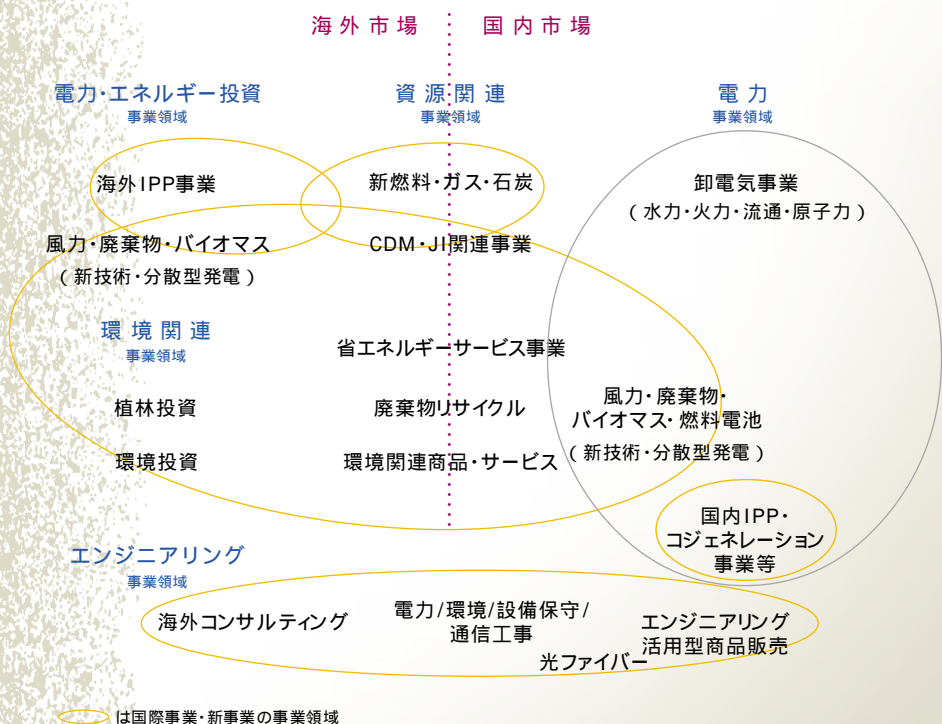 海外市場 国内市場
電力・エネルギー投資
事業領域
資源関連
事業領域
電力
事業領域
海外IPP事業
新燃料・ガス・石炭
卸電気事業
(水力・火力・流通・原子力)
風力・廃棄物・バイオマス
(新技術・分散型発電)
CDM・JI関連事業
環境関連
事業領域
省エネルギーサービス事業
植林投資
廃棄物リサイクル
風力・廃棄物・
バイオマス・燃料電池
(新技術・分散型発電)
環境投資
環境関連商品・サービス
国内IPP・
コジェネレーション
事業等
エンジニアリング
事業領域
海外コンサルティング
電力/環境/設備保守/
通信工事
エンジニアリング
活用型商品販売
光ファイバー
は国際事業・新事業の事業領域